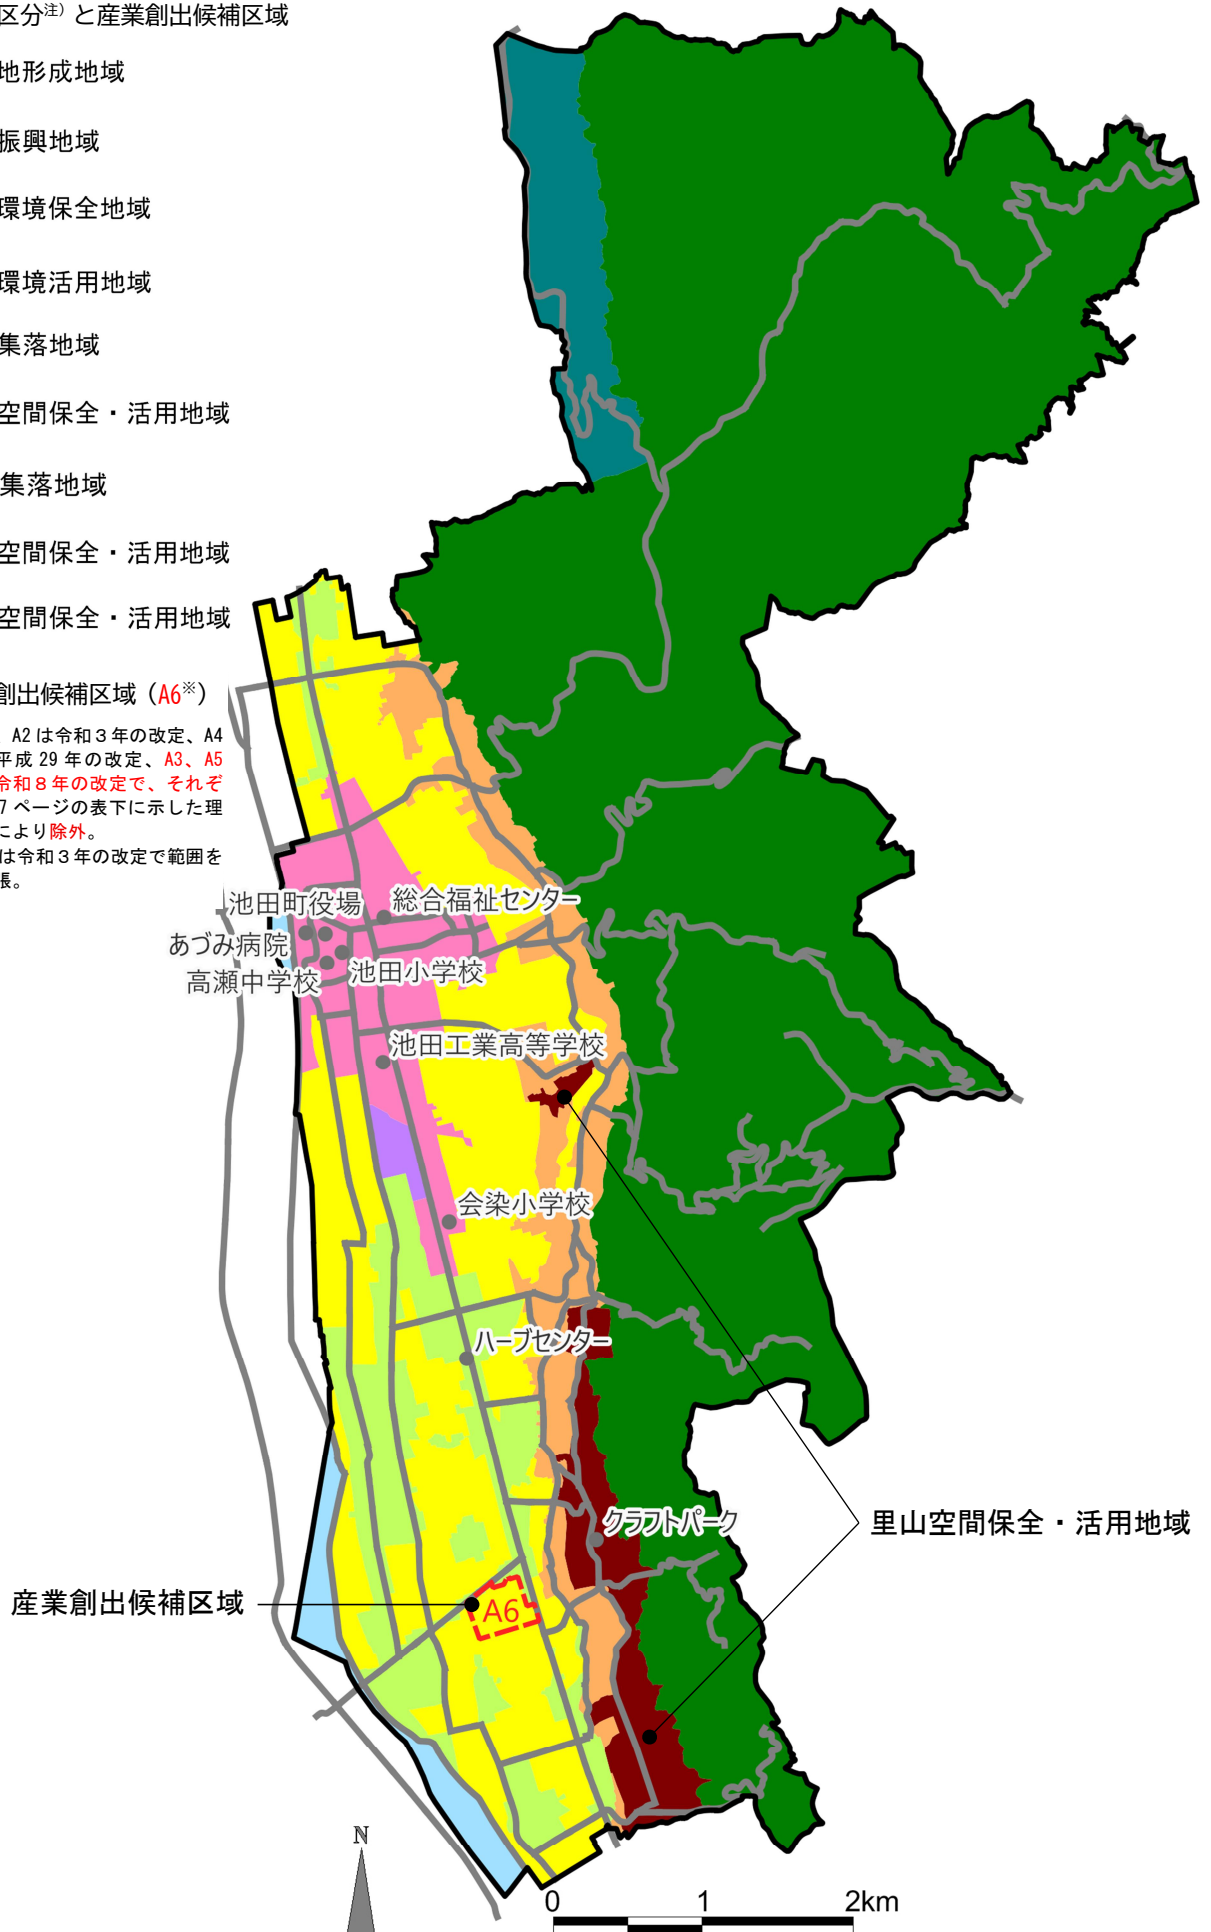 区分注）と産業創出候補区域
地形成地域
振興地域
環境保全地域
環境活用地域
集落地域
空間保全・活用地域
集落地域
空間保全・活用地域
空間保全・活用地域
創出候補区域（A6※）
、A2は令和３年の改定、A4
平成 29 年の改定、A3、A5
令和８年の改定で、それぞ
7 ページの表下に示した理
により除外。
は令和３年の改定で範囲を
張。
池田町役場
総合福祉センター
あづみ病院
高瀬中学校
池田小学校
池田工業高等学校
会染小学校
ハーブセンター
クラフトパーク
里山空間保全・活用地域
産業創出候補区域
A6
N
0 1 2km